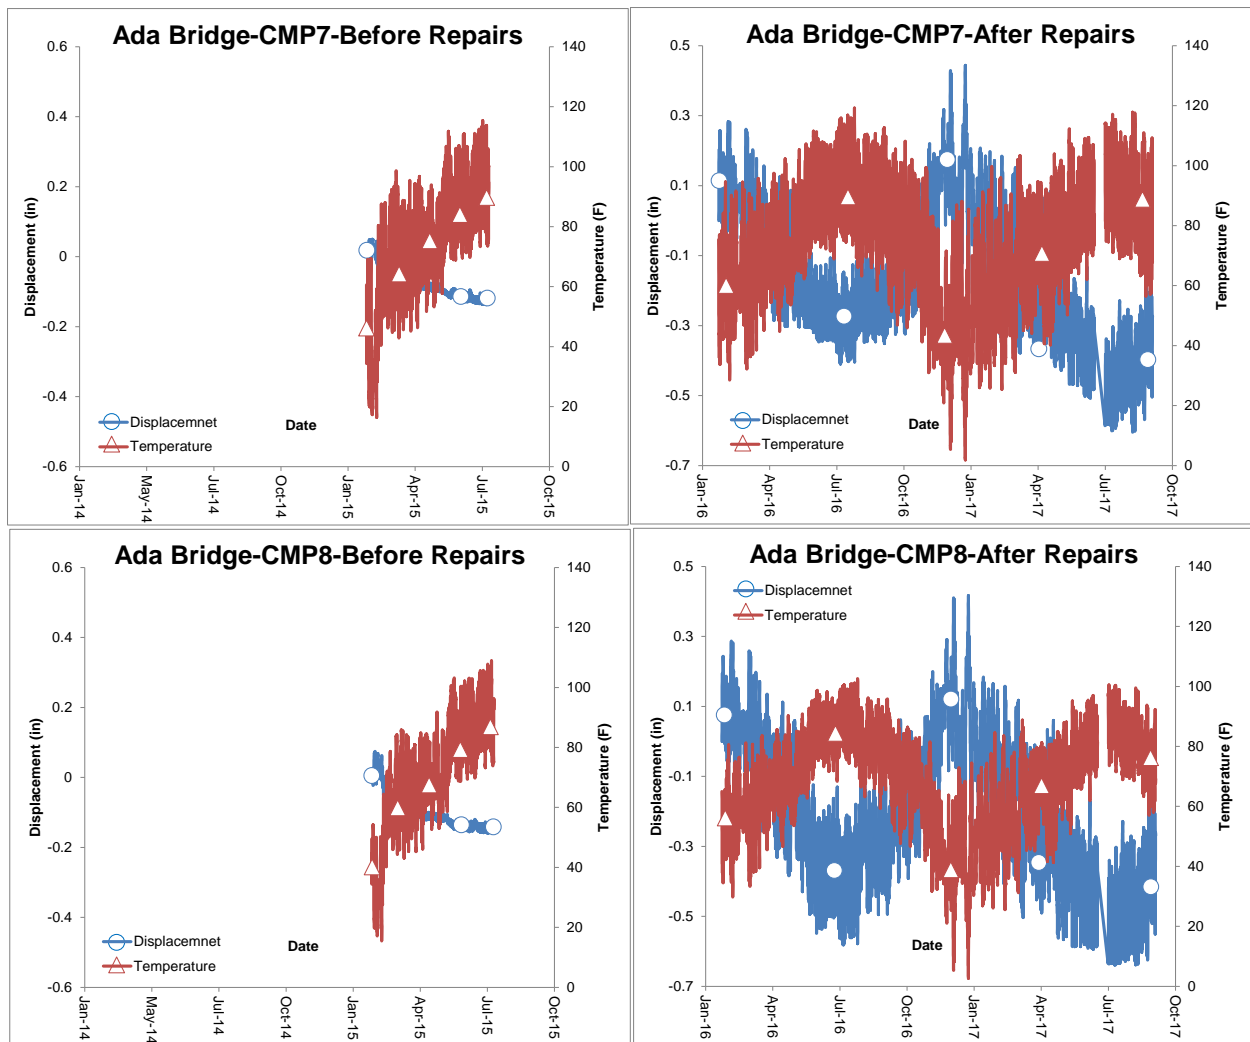 Ada Bridge-CMP7-Before Repairs
0.6
0.4
0.2
0
-0.2
-0.4
-0.6
Displacement (in)
140
120
100
80
60
40
20
0
Temperature (F)
Displacemnet
Temperature
Date
Jan-14
May-14
Jul-14
Oct-14
Jan-15
Apr-15
Jul-15
Oct-15
Ada Bridge-CMP7-After Repairs
0.5
0.3
0.1
-0.1
-0.3
-0.5
-0.7
Displacement (in)
140
120
100
80
60
40
20
0
Temperature (F)
Displacemnet
Temperature
Date
Jan-16
Apr-16
Jul-16
Oct-16
Jan-17
Apr-17
Jul-17
Oct-17
Ada Bridge-CMP8-Before Repairs
0.6
0.4
0.2
0
-0.2
-0.4
-0.6
Displacement (in)
140
120
100
80
60
40
20
0
Temperature (F)
Displacemnet
Temperature
Date
Jan-14
May-14
Jul-14
Oct-14
Jan-15
Apr-15
Jul-15
Oct-15
Ada Bridge-CMP8-After Repairs
0.5
0.3
0.1
-0.1
-0.3
-0.5
-0.7
Displacement (in)
140
120
100
80
60
40
20
0
Temperature (F)
Displacemnet
Temperature
Date
Jan-16
Apr-16
Jul-16
Oct-16
Jan-17
Apr-17
Jul-17
Oct-17